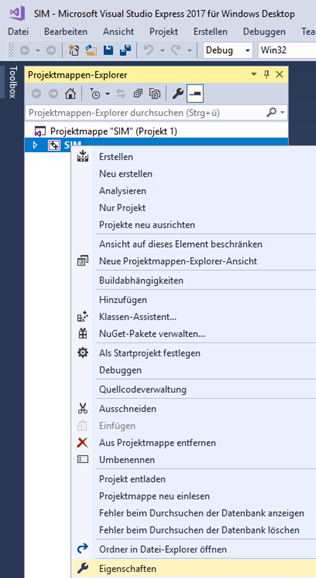 SIM - Microsoft Visual Studio Express 2017 für Windows Desktop
Datei Bearbeiten Ansicht Projekt Erstellen Debuggen Tea
Debug Win32
Toolbox
Projektmappen-Explorer
Projektmappen-Explorer durchsuchen (Strg+ü)
Projektmappe "SIM" (Projekt 1)
SIM
Erstellen
Neu erstellen
Analysieren
Nur Projekt
Projekte neu ausrichten
Ansicht auf dieses Element beschränken
Neue Projektmappen-Explorer-Ansicht
Buildabhängigkeiten
Hinzufügen
Klassen-Assistent...
NuGet-Pakete verwalten...
Als Startprojekt festlegen
Debuggen
Quellcodeverwaltung
Ausschneiden
Einfügen
Aus Projektmappe entfernen
Umbenennen
Projekt entladen
Projektmappe neu einlesen
Fehler beim Durchsuchen der Datenbank anzeigen
Fehler beim Durchsuchen der Datenbank löschen
Ordner in Datei-Explorer öffnen
Eigenschaften